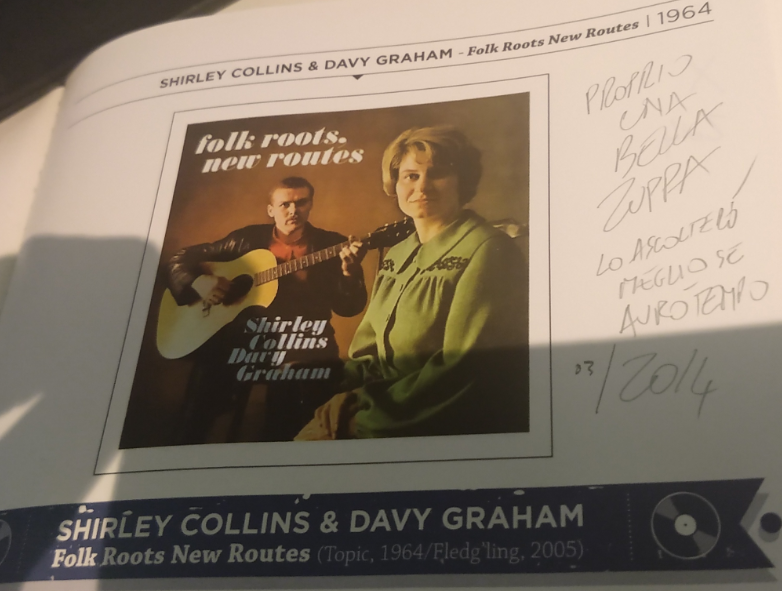 SHIRLEY COLLINS & DAVY GRAHAM - Folk Roots New Routes | 1964
folk roots,
new routes
Shirley
Collins
Davy
Graham
PROPRIO
UNA
BELLA
ZUPPA
LO ASCOLTERÒ
MEGLIO SE
AVRÒ TEMPO
03/2014
SHIRLEY COLLINS & DAVY GRAHAM
Folk Roots New Routes (Topic, 1964/Fledg'ling, 2005)